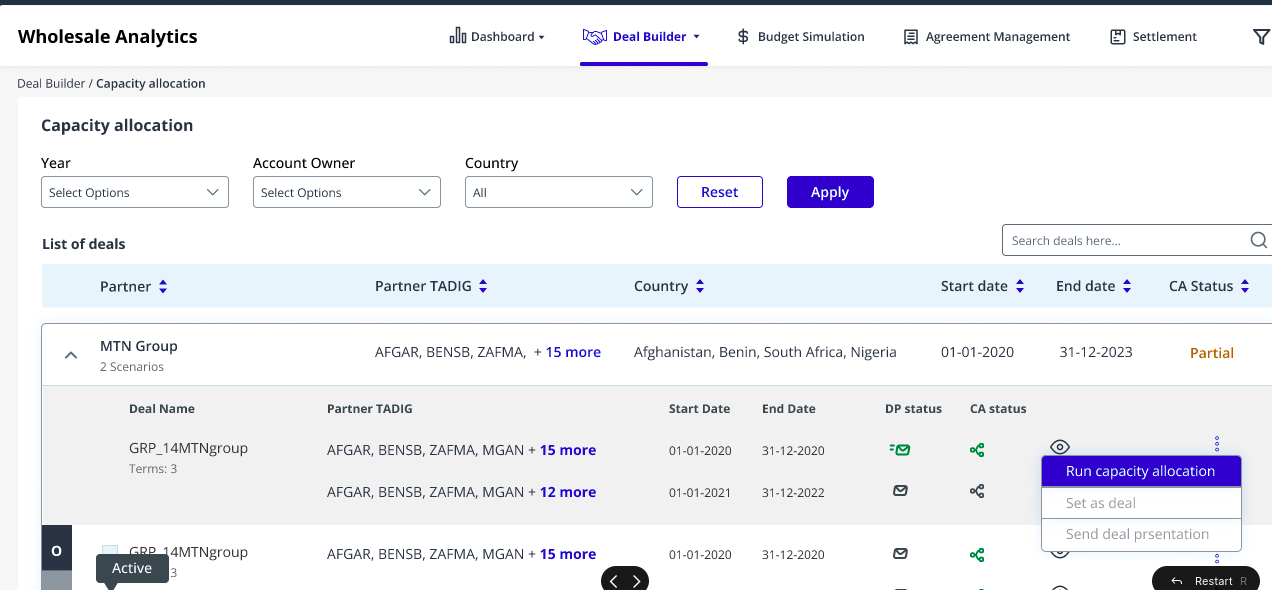 Wholesale Analytics
Dashboard
Deal Builder
Budget Simulation
Agreement Management
Settlement
Deal Builder / Capacity allocation
Capacity allocation
Year
Account Owner
Country
Select Options
Select Options
All
Reset
Apply
List of deals
Search deals here...
Partner
Partner TADIG
Country
Start date
End date
CA Status
MTN Group
2 Scenarios
AFGAR, BENSB, ZAFMA, + 15 more
Afghanistan, Benin, South Africa, Nigeria
01-01-2020
31-12-2023
Partial
Deal Name
Partner TADIG
Start Date
End Date
DP status
CA status
GRP_14MTNgroup
Terms: 3
AFGAR, BENSB, ZAFMA, MGAN + 15 more
01-01-2020
31-12-2020
AFGAR, BENSB, ZAFMA, MGAN + 12 more
01-01-2021
31-12-2022
Run capacity allocation
Set as deal
Send deal prsentation
O
GRP_14MTNgroup
3
AFGAR, BENSB, ZAFMA, MGAN + 15 more
01-01-2020
31-12-2020
Active
Restart R